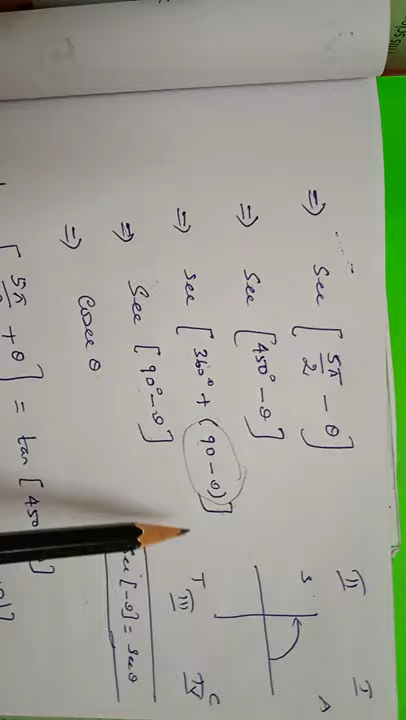 ⇒ Sec [5π/2 − θ]
⇒ Sec [450° − θ]
⇒ sec [360° + (90 − θ)]
⇒ Sec [90° − θ]
⇒ Cosec θ
[5π/2 + θ] = tan [450
II I
S A
T C
III IV
[−θ] = secθ